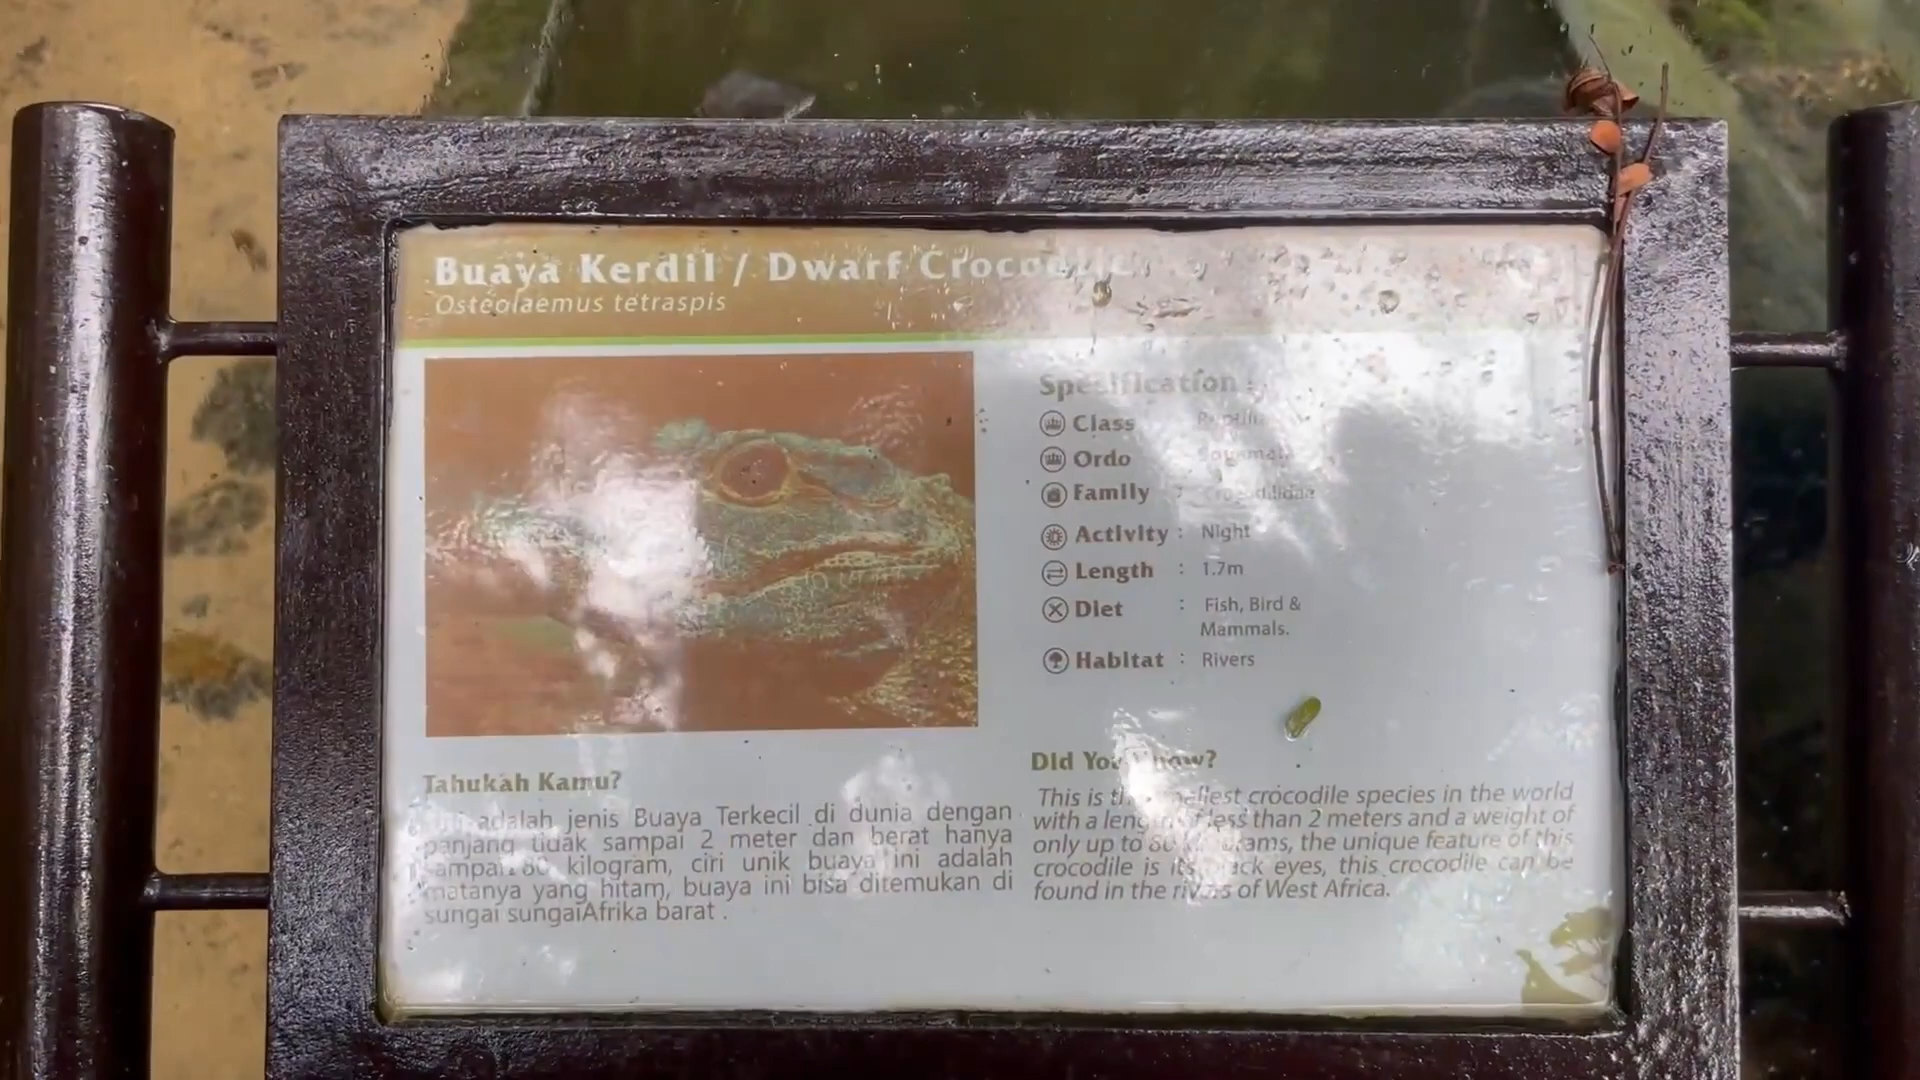 Buaya Kerdil / Dwarf Crocodile
Osteolaemus tetraspis
Specification :
Class
Ordo
Family :
Activity : Night
Length : 1.7m
Diet : Fish, Bird &
Mammals.
Habitat : Rivers
Tahukah Kamu?
adalah jenis Buaya Terkecil di dunia dengan
panjang tidak sampai 2 meter dan berat hanya
sampai 80 kilogram, ciri unik buaya ini adalah
matanya yang hitam, buaya ini bisa ditemukan di
sungai sungaiAfrika barat .
Did You Know?
This is the smallest crocodile species in the world
with a length of less than 2 meters and a weight of
only up to 80 kilograms, the unique feature of this
crocodile is its black eyes, this crocodile can be
found in the rivers of West Africa.